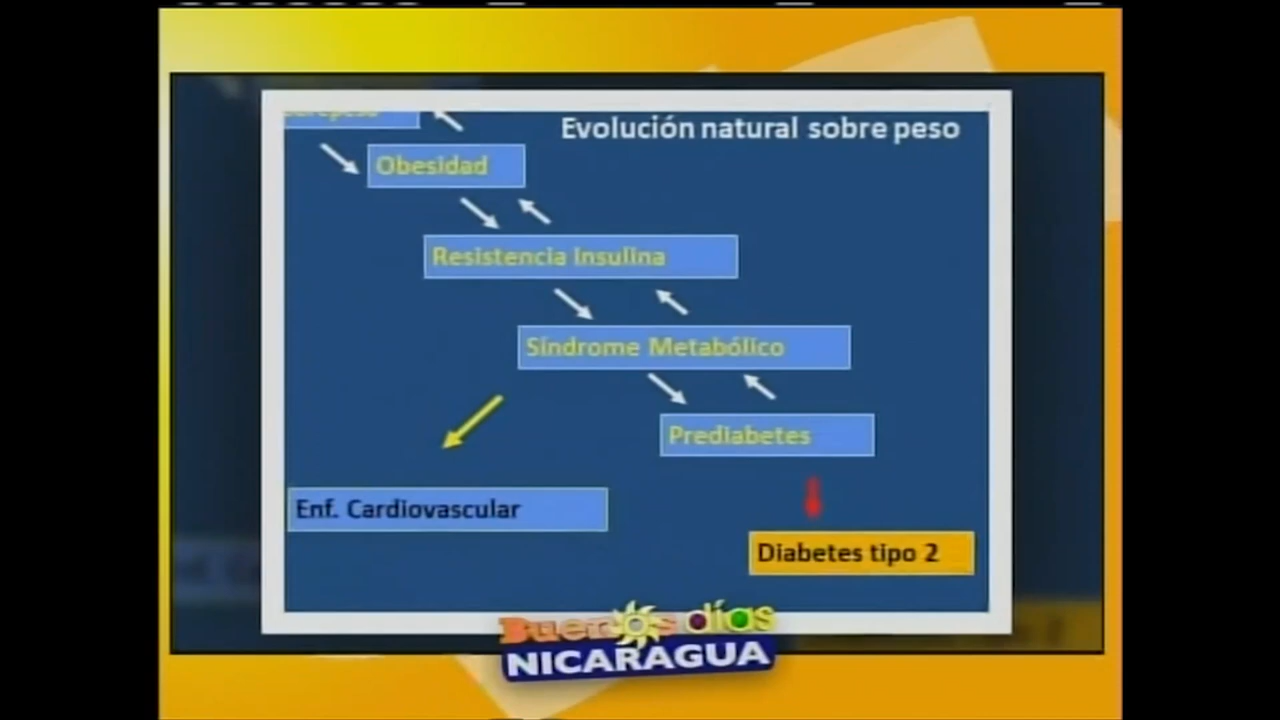 Evolución natural sobre peso
Obesidad
Resistencia Insulina
Síndrome Metabólico
Prediabetes
Enf. Cardiovascular
Diabetes tipo 2
Buenos días
NICARAGUA